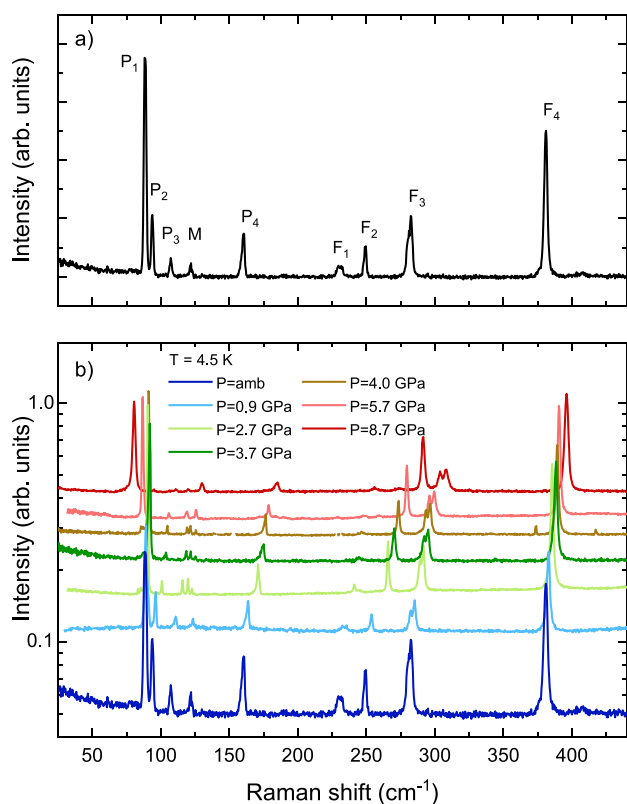 a)
P1
P2
P3
M
P4
F1
F2
F3
F4
Intensity (arb. units)
b)
T = 4.5 K
P=amb
P=0.9 GPa
P=2.7 GPa
P=3.7 GPa
P=4.0 GPa
P=5.7 GPa
P=8.7 GPa
1.0
0.1
Intensity (arb. units)
50 100 150 200 250 300 350 400
Raman shift (cm-1)